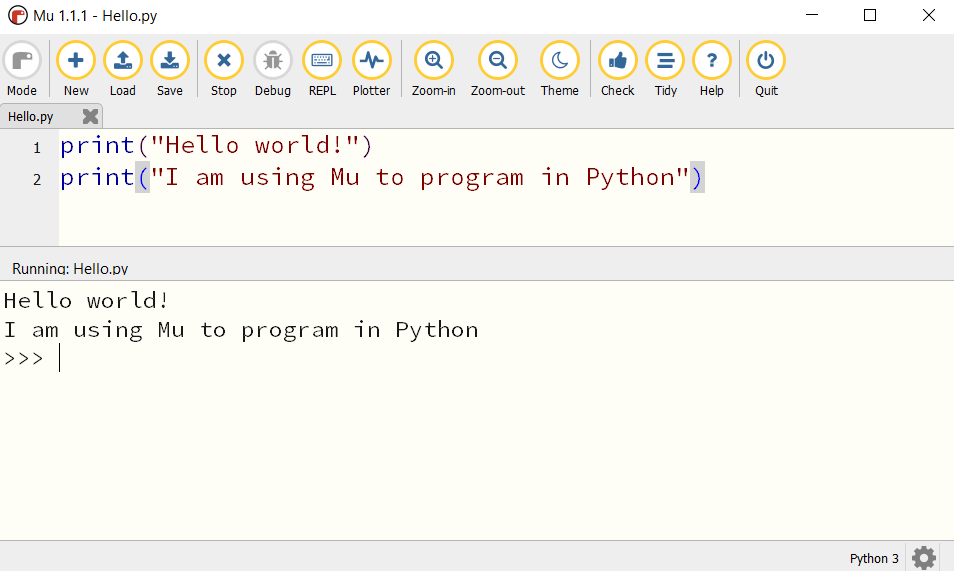 Mu 1.1.1 - Hello.py
Mode New Load Save Stop Debug REPL Plotter Zoom-in Zoom-out Theme Check Tidy Help Quit
Hello.py
1 print("Hello world!")
2 print("I am using Mu to program in Python")
Running: Hello.py
Hello world!
I am using Mu to program in Python
>>>
Python 3